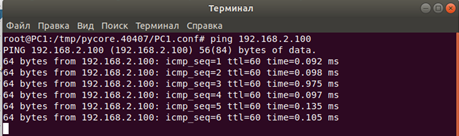 Терминал
Файл Правка Вид Поиск Терминал Справка
root@PC1:/tmp/pycore.40407/PC1.conf# ping 192.168.2.100
PING 192.168.2.100 (192.168.2.100) 56(84) bytes of data.
64 bytes from 192.168.2.100: icmp_seq=1 ttl=60 time=0.092 ms
64 bytes from 192.168.2.100: icmp_seq=2 ttl=60 time=0.098 ms
64 bytes from 192.168.2.100: icmp_seq=3 ttl=60 time=0.975 ms
64 bytes from 192.168.2.100: icmp_seq=4 ttl=60 time=0.097 ms
64 bytes from 192.168.2.100: icmp_seq=5 ttl=60 time=0.135 ms
64 bytes from 192.168.2.100: icmp_seq=6 ttl=60 time=0.105 ms